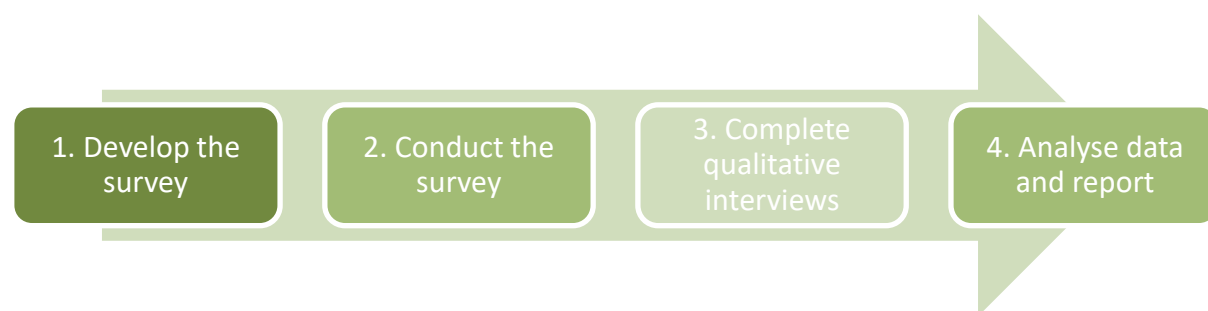 1. Develop the
survey
2. Conduct the
survey
3. Complete
qualitative
interviews
4. Analyse data
and report